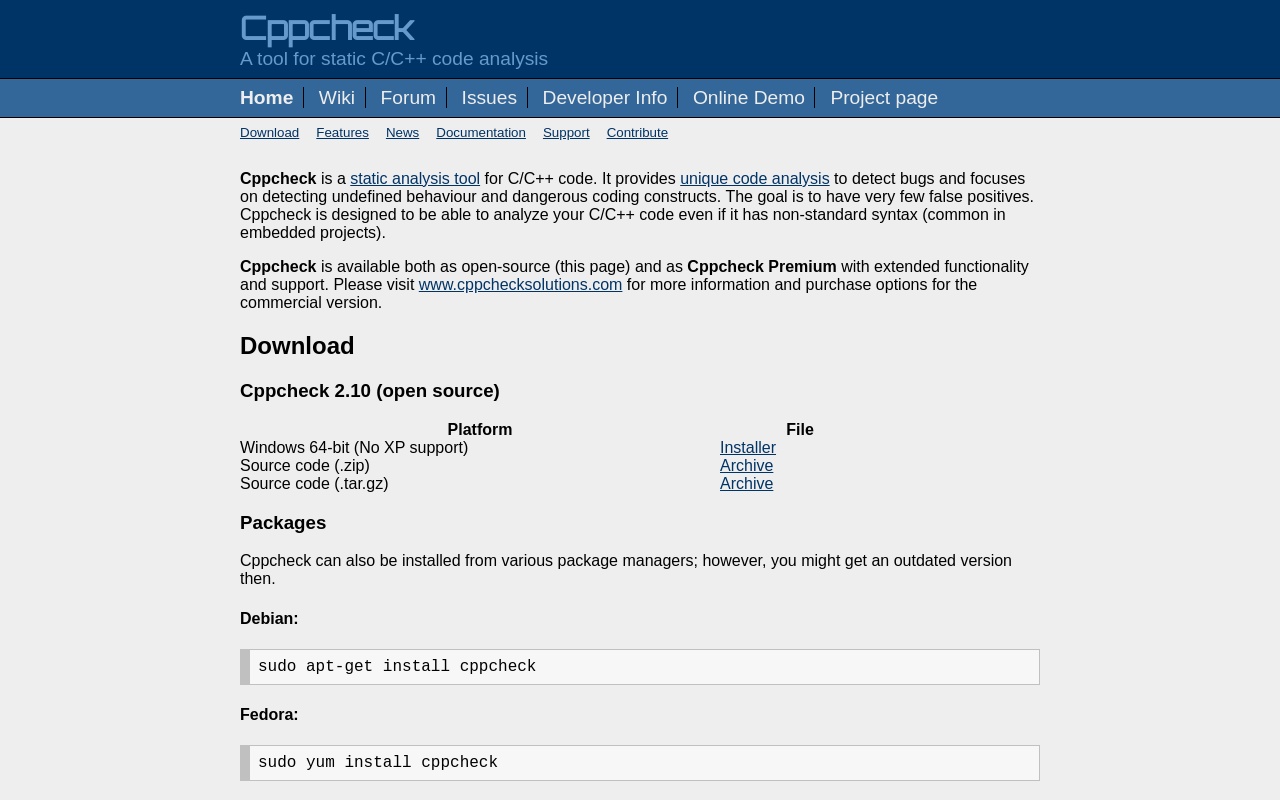 Cppcheck
A tool for static C/C++ code analysis
Home Wiki Forum Issues Developer Info Online Demo Project page
Download Features News Documentation Support Contribute
Cppcheck is a static analysis tool for C/C++ code. It provides unique code analysis to detect bugs and focuses
on detecting undefined behaviour and dangerous coding constructs. The goal is to have very few false positives.
Cppcheck is designed to be able to analyze your C/C++ code even if it has non-standard syntax (common in
embedded projects).
Cppcheck is available both as open-source (this page) and as Cppcheck Premium with extended functionality
and support. Please visit www.cppchecksolutions.com for more information and purchase options for the
commercial version.
Download
Cppcheck 2.10 (open source)
Platform File
Windows 64-bit (No XP support) Installer
Source code (.zip) Archive
Source code (.tar.gz) Archive
Packages
Cppcheck can also be installed from various package managers; however, you might get an outdated version
then.
Debian:
sudo apt-get install cppcheck
Fedora:
sudo yum install cppcheck